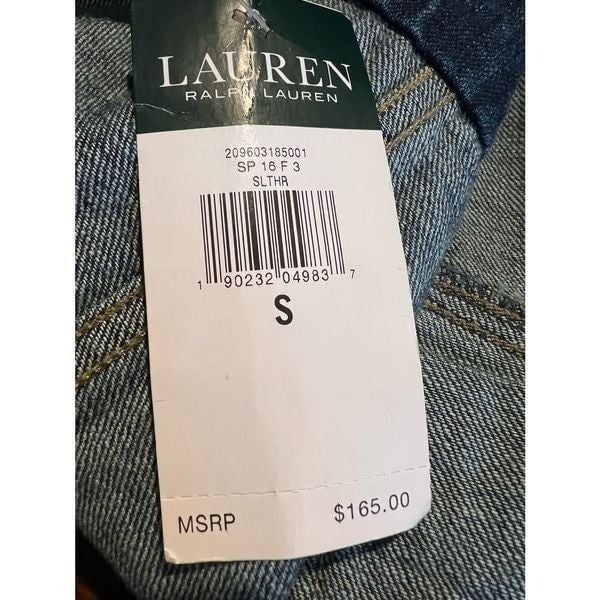 LAUREN
RALPH LAUREN
209603185001
SP 16 F 3
SLTHR
1 90232 04983 7
S
MSRP $165.00